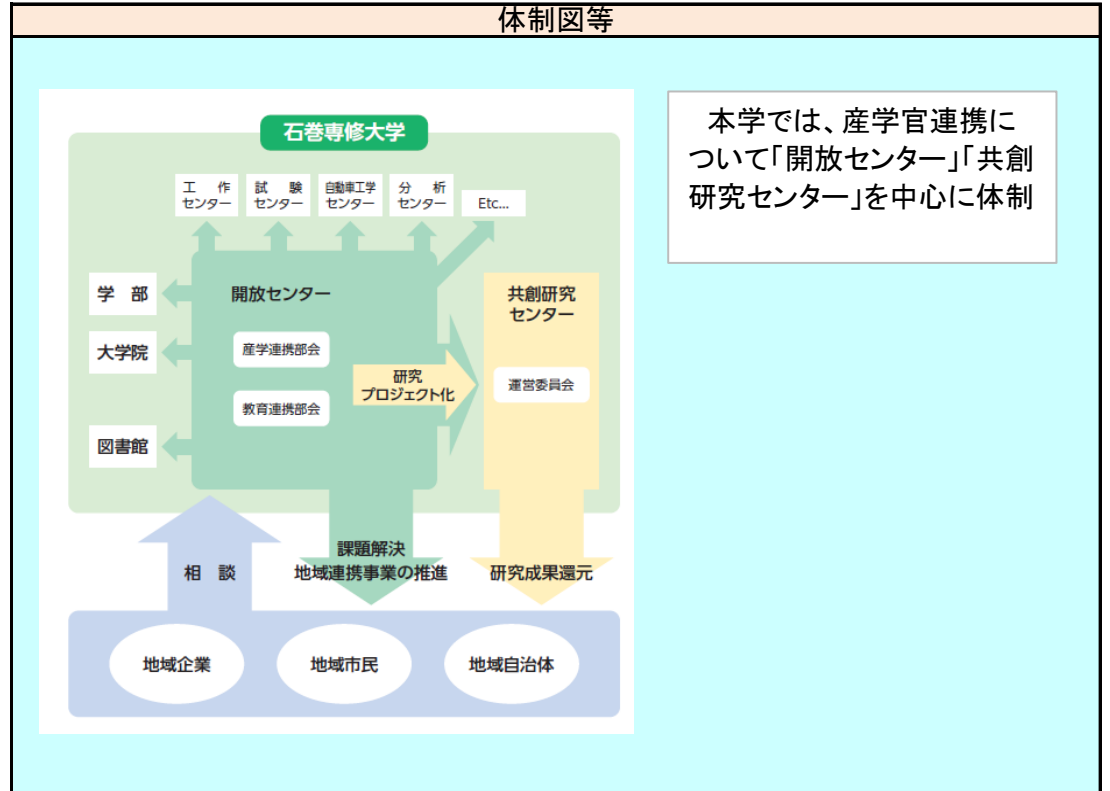 体制図等
石巻専修大学
工 作
センター
試 験
センター
自動車工学
センター
分 析
センター
Etc...
学 部
大学院
図書館
開放センター
産学連携部会
教育連携部会
研究
プロジェクト化
共創研究
センター
運営委員会
相 談
課題解決
地域連携事業の推進
研究成果還元
地域企業
地域市民
地域自治体
本学では、産学官連携に
ついて「開放センター」「共創
研究センター」を中心に体制